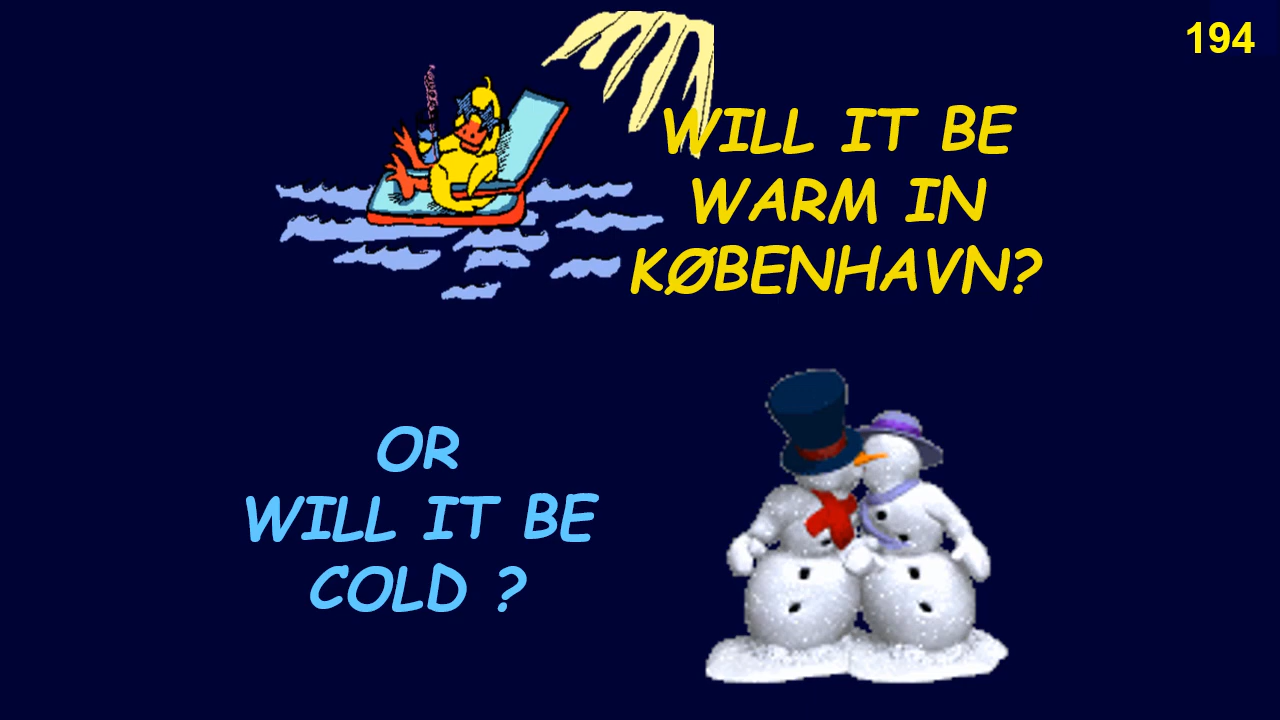 194
WILL IT BE
WARM IN
KØBENHAVN?
OR
WILL IT BE
COLD ?